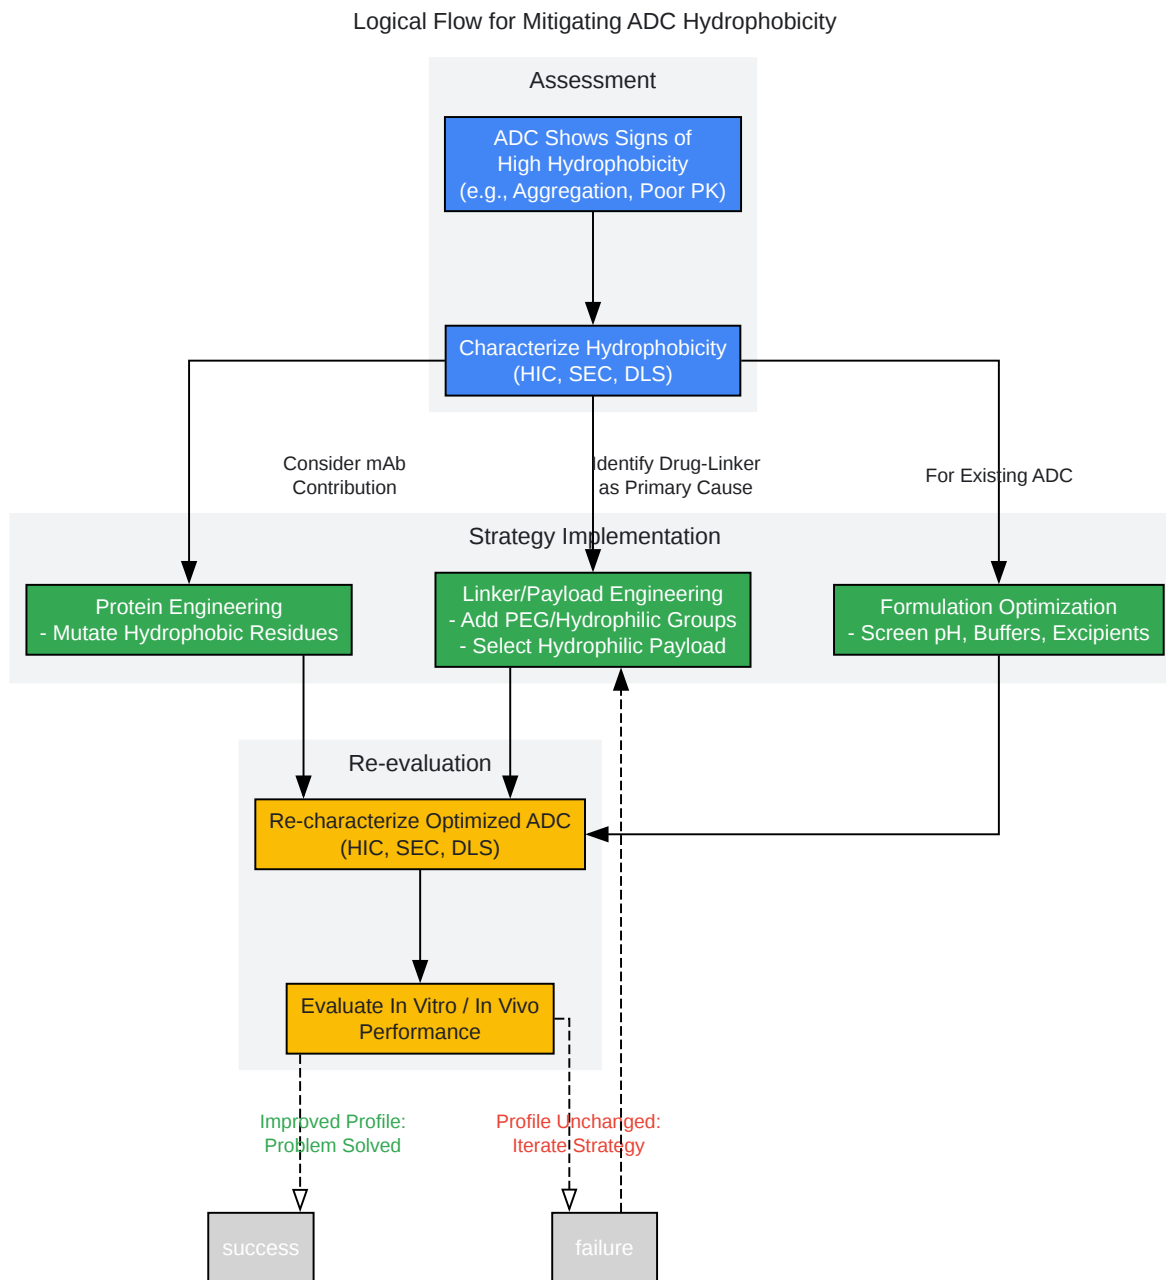 Logical Flow for Mitigating ADC Hydrophobicity
Assessment
ADC Shows Signs of
High Hydrophobicity
(e.g., Aggregation, Poor PK)
Characterize Hydrophobicity
(HIC, SEC, DLS)
Consider mAb
Contribution
Identify Drug-Linker
as Primary Cause
For Existing ADC
Strategy Implementation
Protein Engineering
- Mutate Hydrophobic Residues
Linker/Payload Engineering
- Add PEG/Hydrophilic Groups
- Select Hydrophilic Payload
Formulation Optimization
- Screen pH, Buffers, Excipients
Re-evaluation
Re-characterize Optimized ADC
(HIC, SEC, DLS)
Evaluate In Vitro / In Vivo
Performance
Improved Profile:
Problem Solved
Profile Unchanged:
Iterate Strategy
success
failure